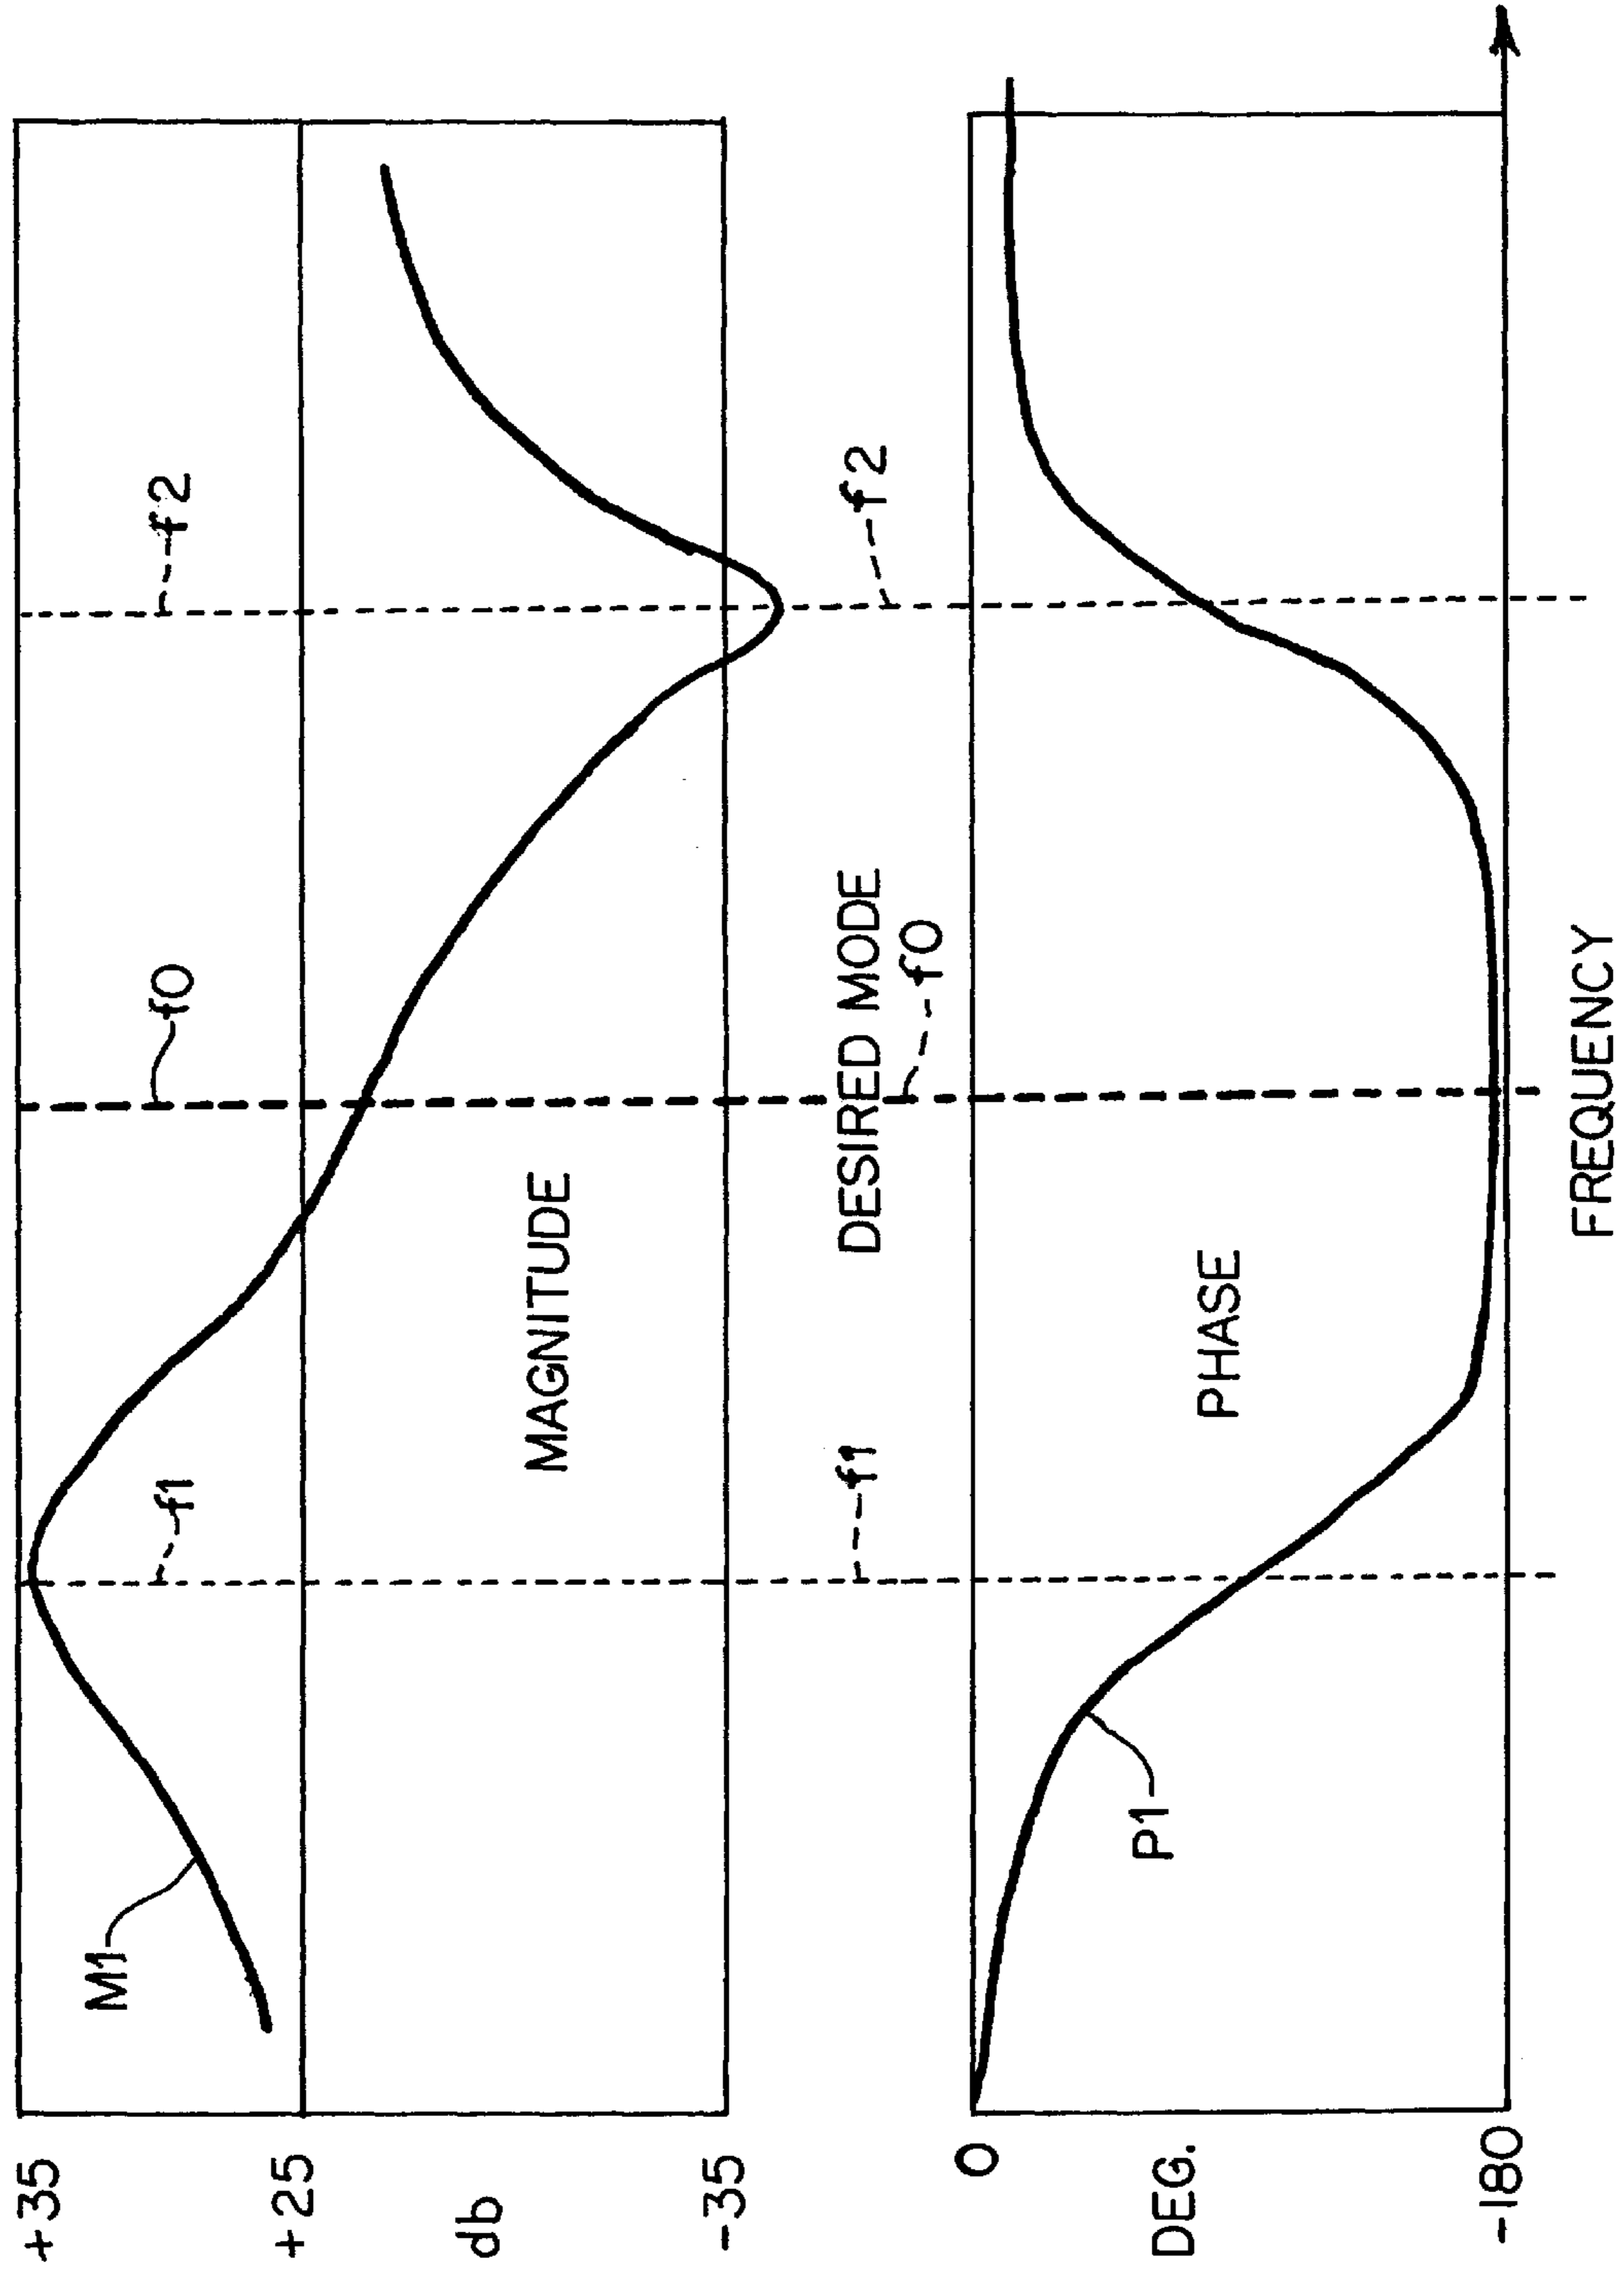 +35
M1
f1
f0
f2
+25
db
MAGNITUDE
-35
f1
DESIRED MODE
f0
f2
0
DEG.
P1
PHASE
-180
FREQUENCY